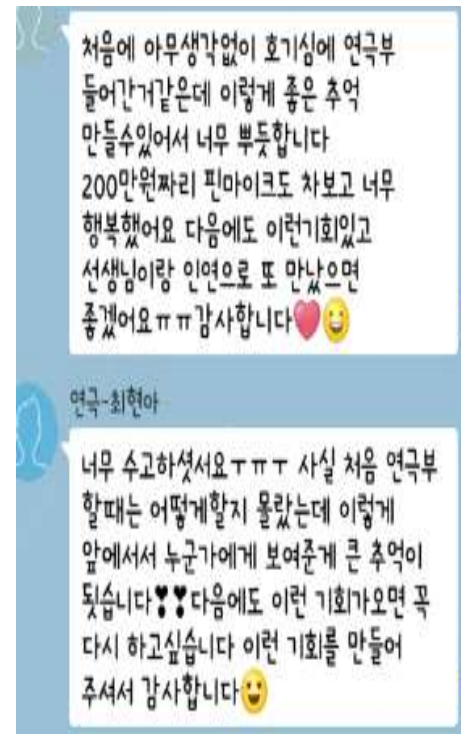 처음에 아무생각없이 호기심에 연극부
들어간거같은데 이렇게 좋은 추억
만들수있어서 너무 뿌듯합니다
200만원짜리 핀마이크도 차보고 너무
행복했어요 다음에도 이런기회있고
선생님이랑 인연으로 또 만났으면
좋겠어요ㅠㅠ감사합니다❤️😀
연극-최현아
너무 수고하셧서요ㅜㅠㅜ 사실 처음 연극부
할때는 어떻게할지 몰랐는데 이렇게
앞에서서 누군가에게 보여준게 큰 추억이
됫습니다❣❣다음에도 이런 기회가오면 꼭
다시 하고싶습니다 이런 기회를 만들어
주셔서 감사합니다😃